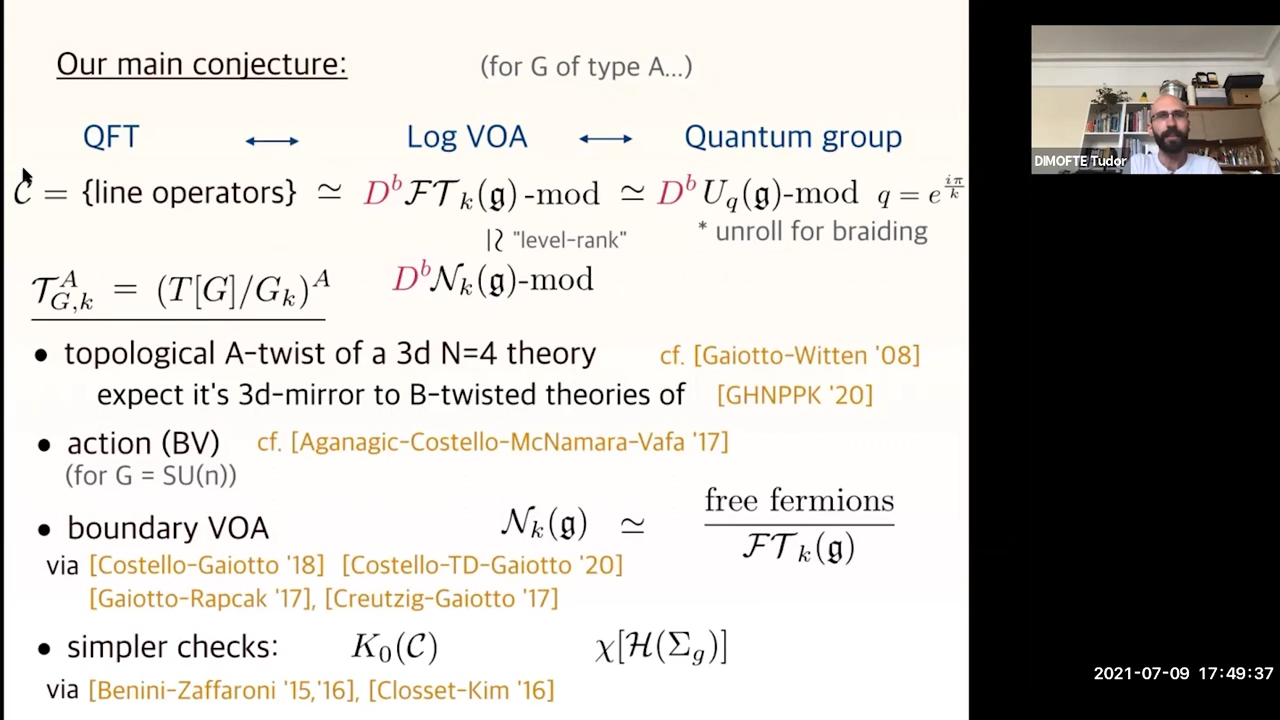 Our main conjecture: (for G of type A...)
QFT ⟷ Log VOA ⟷ Quantum group
𝒞 = {line operators} ≃ D^b ℱ𝒯_k(𝔤)-mod ≃ D^b U_q(𝔤)-mod q = e^{iπ/k}
≀≀ "level-rank" * unroll for braiding
𝒯^A_{G,k} = (T[G]/G_k)^A D^b 𝒩_k(𝔤)-mod
• topological A-twist of a 3d N=4 theory cf. [Gaiotto-Witten '08]
expect it's 3d-mirror to B-twisted theories of [GHNPPK '20]
• action (BV) cf. [Aganagic-Costello-McNamara-Vafa '17]
(for G = SU(n))
• boundary VOA 𝒩_k(𝔤) ≃ free fermions / ℱ𝒯_k(𝔤)
via [Costello-Gaiotto '18] [Costello-TD-Gaiotto '20]
[Gaiotto-Rapcak '17], [Creutzig-Gaiotto '17]
• simpler checks: K_0(𝒞) χ[ℋ(Σ_g)]
via [Benini-Zaffaroni '15,'16], [Closset-Kim '16]
DIMOFTE Tudor
2021-07-09 17:49:37